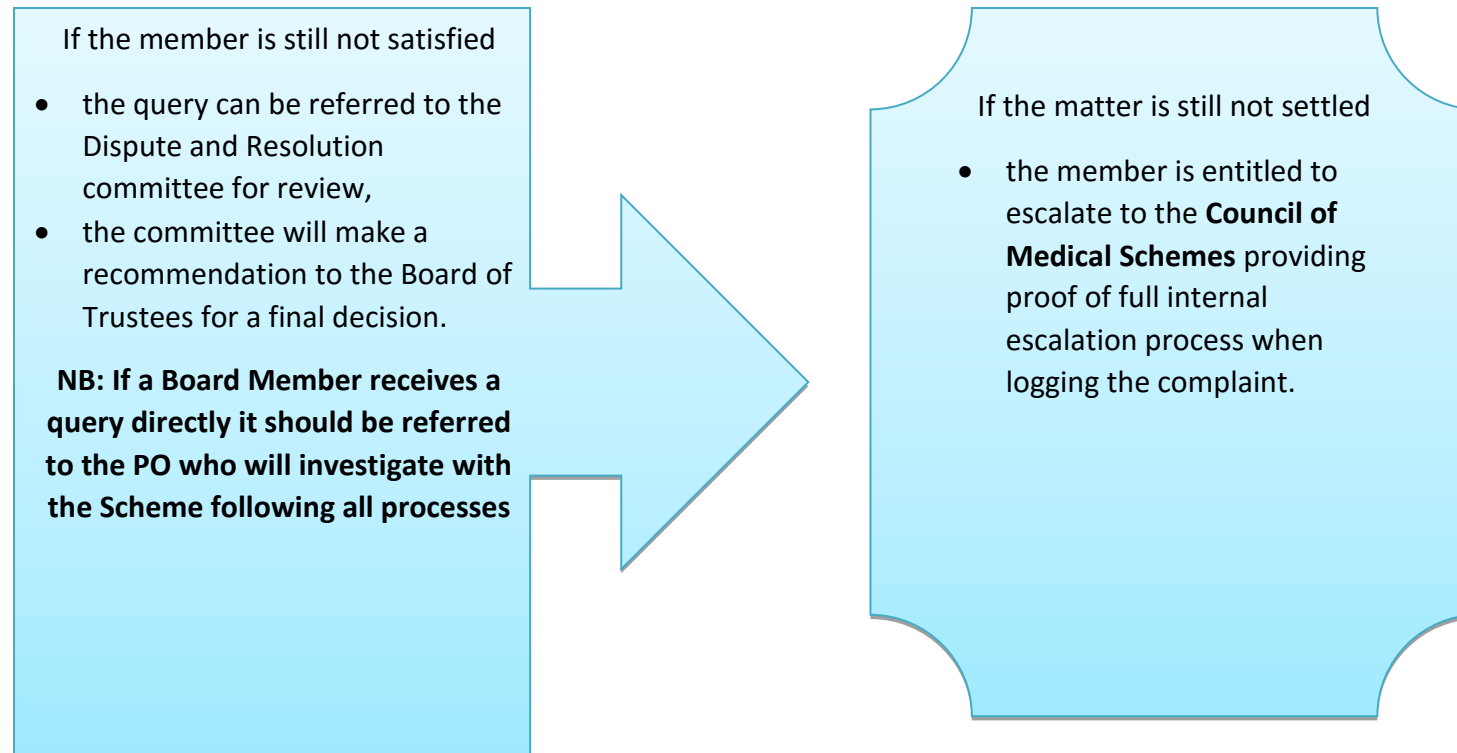 If the member is still not satisfied
• the query can be referred to the
Dispute and Resolution
committee for review,
• the committee will make a
recommendation to the Board of
Trustees for a final decision.
NB: If a Board Member receives a
query directly it should be referred
to the PO who will investigate with
the Scheme following all processes
If the matter is still not settled
• the member is entitled to
escalate to the Council of
Medical Schemes providing
proof of full internal
escalation process when
logging the complaint.